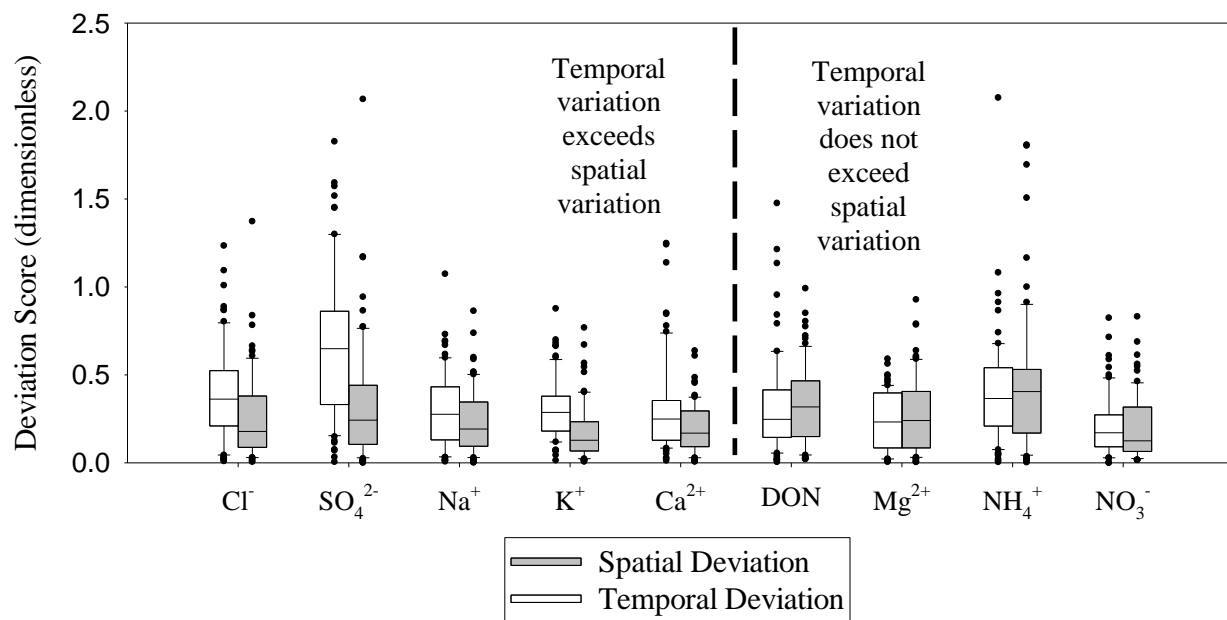 2.5
2.0
1.5
1.0
0.5
0.0
Deviation Score (dimensionless)
Temporal
variation
exceeds
spatial
variation
Temporal
variation
does not
exceed
spatial
variation
Cl⁻ SO₄²⁻ Na⁺ K⁺ Ca²⁺ DON Mg²⁺ NH₄⁺ NO₃⁻
Spatial Deviation
Temporal Deviation